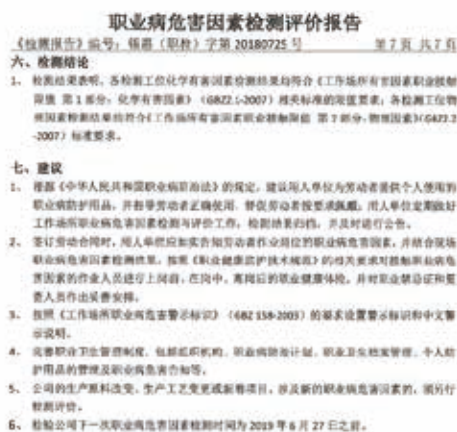 职业病危害因素检测评价报告
《检测报告》编号：锡惠（职检）字第 20180725 号 第 7 页 共 7 页
六、检测结论
1、 检测结果表明，各检测工位化学有害因素检测结果均符合《工作场所有害因素职业接触
限值 第 1 部分：化学有害因素》（GBZ2.1-2007）相关标准的限值要求；各检测工位物
理因素检测结果均符合《工作场所有害因素职业接触限值 第 2 部分：物理因素》（GBZ2.2
-2007）标准要求。
七、建议
1、 根据《中华人民共和国职业病防治法》的规定，建议用人单位为劳动者提供个人使用的
职业病防护用品，并指导劳动者正确使用，督促劳动者按要求佩戴；用人单位定期做好
工作场所职业病危害因素检测与评价工作，检测结果归档，并及时进行公告。
2、 签订劳动合同时，用人单位应如实告知劳动者作业岗位的职业病危害因素，并结合现场
职业病危害因素检测结果，按照《职业健康监护技术规范》的相关要求对接触职业病危
害因素的作业人员进行上岗前、在岗中、离岗后的职业健康体检，并对职业禁忌证和需
查人员作出妥善安排。
3、 按照《工作场所职业病危害警示标识》（GBZ 158-2003）的要求设置警示标识和中文警
示说明。
4、 完善职业卫生管理制度，包括组织机构、职业病防治计划、职业卫生档案管理、个人防
护用品的管理及职业病危害告知等。
5、 公司的生产原料改变、生产工艺变更或新增项目，涉及新的职业病危害因素的，须另行
检测评价。
6、 检验公司下一次职业病危害因素检测时间为 2019 年 6 月 27 日之前。